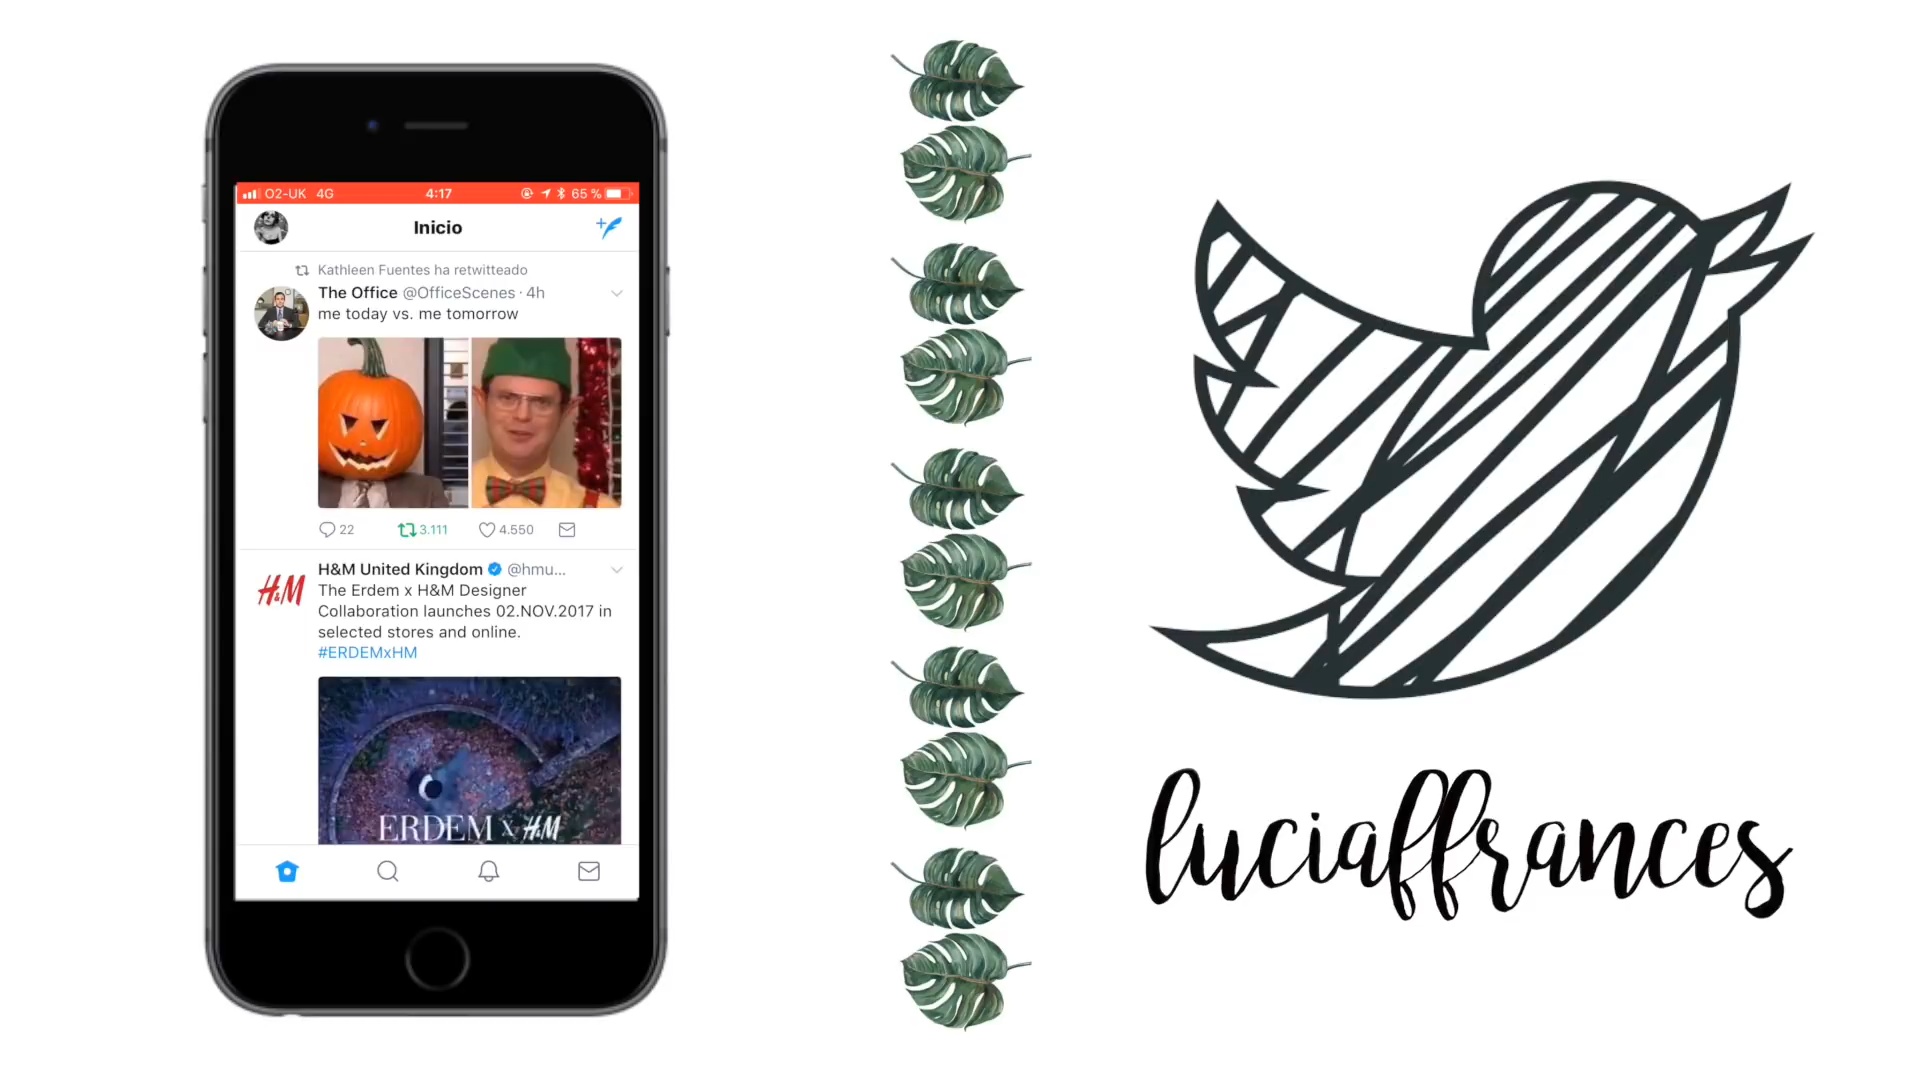 O2-UK 4G 4:17 65 %
Inicio
Kathleen Fuentes ha retwitteado
The Office @OfficeScenes · 4h
me today vs. me tomorrow
22 3.111 4.550
H&M United Kingdom @hmu...
H&M
The Erdem x H&M Designer
Collaboration launches 02.NOV.2017 in
selected stores and online.
#ERDEMxHM
ERDEM x H&M
luciaffrances